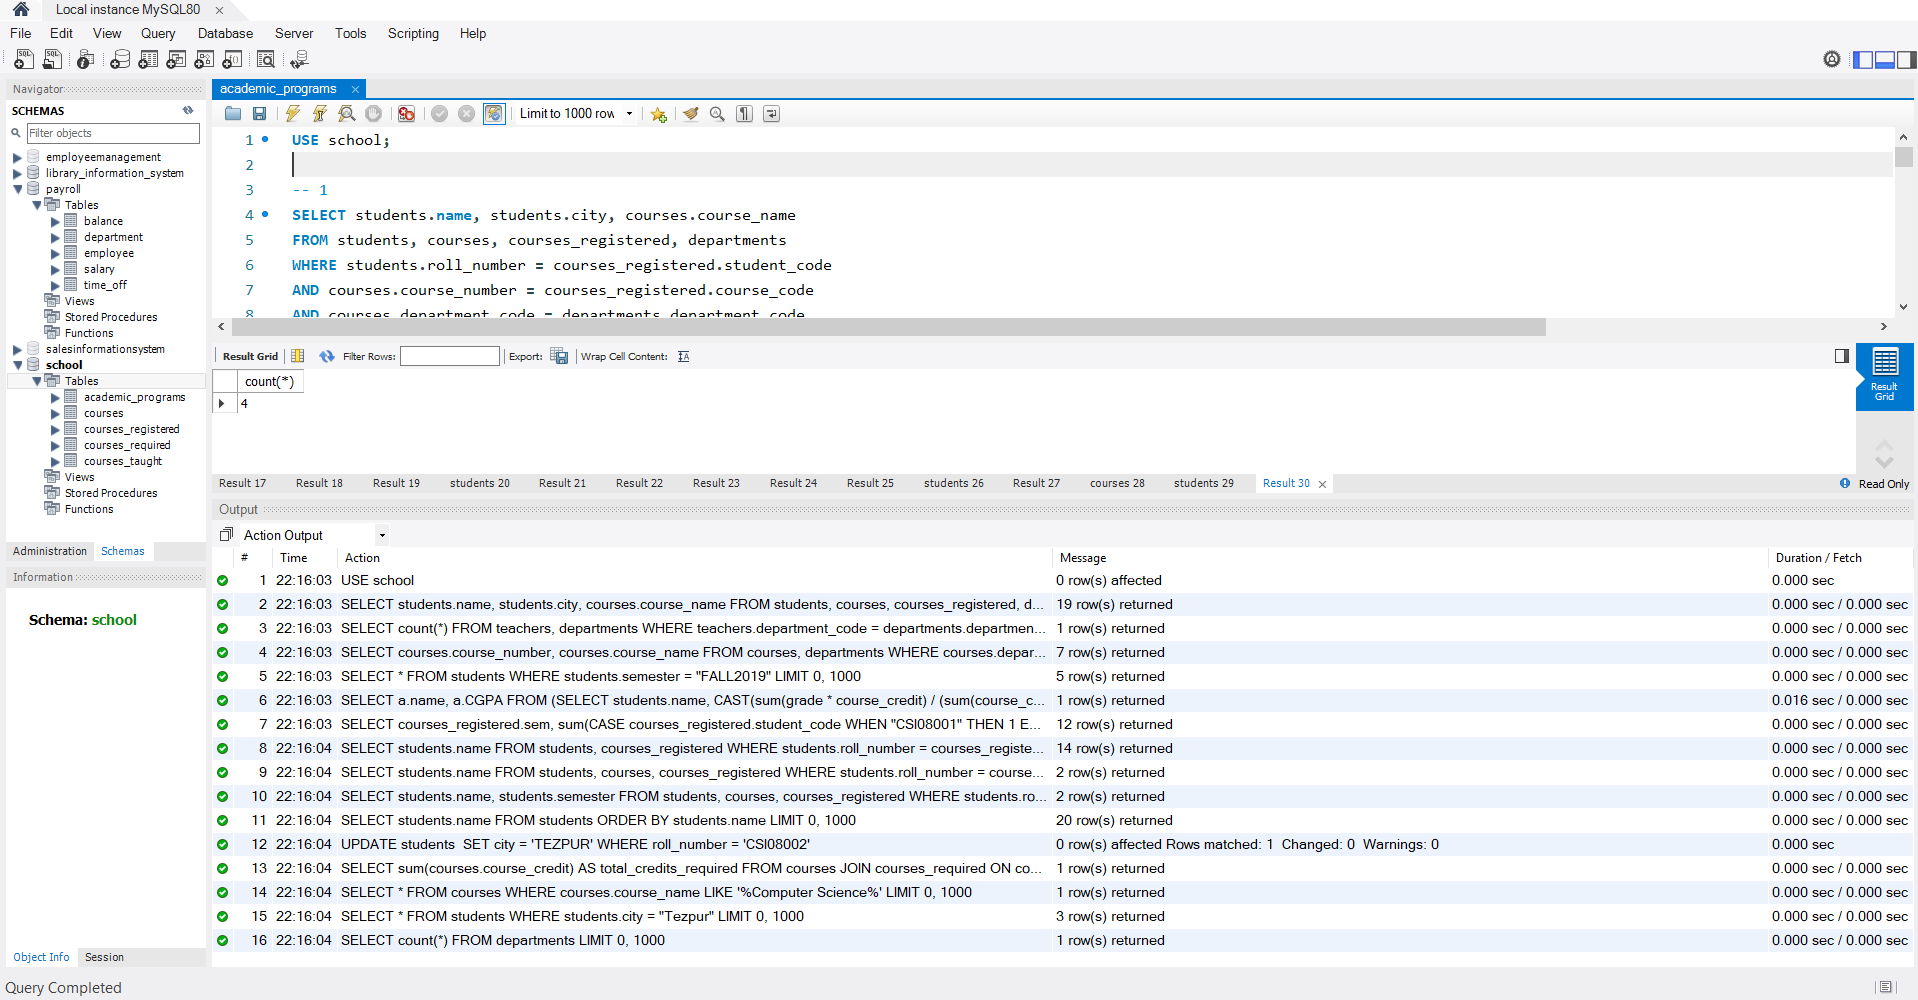 Local instance MySQL80
File Edit View Query Database Server Tools Scripting Help
Navigator
SCHEMAS
Filter objects
employeemanagement
library_information_system
payroll
Tables
balance
department
employee
salary
time_off
Views
Stored Procedures
Functions
salesinformationsystem
school
Tables
academic_programs
courses
courses_registered
courses_required
courses_taught
Views
Stored Procedures
Functions
Administration Schemas
Information
Schema: school
Object Info Session
academic_programs
Limit to 1000 row
1 USE school;
2
3 -- 1
4 SELECT students.name, students.city, courses.course_name
5 FROM students, courses, courses_registered, departments
6 WHERE students.roll_number = courses_registered.student_code
7 AND courses.course_number = courses_registered.course_code
8 AND courses.department_code = departments.department_code
Result Grid Filter Rows: Export: Wrap Cell Content:
count(*)
4
Result Grid
Result 17 Result 18 Result 19 students 20 Result 21 Result 22 Result 23 Result 24 Result 25 students 26 Result 27 courses 28 students 29 Result 30 Read Only
Output
Action Output
# Time Action Message Duration / Fetch
1 22:16:03 USE school 0 row(s) affected 0.000 sec
2 22:16:03 SELECT students.name, students.city, courses.course_name FROM students, courses, courses_registered, d... 19 row(s) returned 0.000 sec / 0.000 sec
3 22:16:03 SELECT count(*) FROM teachers, departments WHERE teachers.department_code = departments.departmen... 1 row(s) returned 0.000 sec / 0.000 sec
4 22:16:03 SELECT courses.course_number, courses.course_name FROM courses, departments WHERE courses.depar... 7 row(s) returned 0.000 sec / 0.000 sec
5 22:16:03 SELECT * FROM students WHERE students.semester = "FALL2019" LIMIT 0, 1000 5 row(s) returned 0.000 sec / 0.000 sec
6 22:16:03 SELECT a.name, a.CGPA FROM (SELECT students.name, CAST(sum(grade * course_credit) / (sum(course_c... 1 row(s) returned 0.016 sec / 0.000 sec
7 22:16:03 SELECT courses_registered.sem, sum(CASE courses_registered.student_code WHEN "CSI08001" THEN 1 E... 12 row(s) returned 0.000 sec / 0.000 sec
8 22:16:04 SELECT students.name FROM students, courses_registered WHERE students.roll_number = courses_registe... 14 row(s) returned 0.000 sec / 0.000 sec
9 22:16:04 SELECT students.name FROM students, courses, courses_registered WHERE students.roll_number = course... 2 row(s) returned 0.000 sec / 0.000 sec
10 22:16:04 SELECT students.name, students.semester FROM students, courses, courses_registered WHERE students.ro... 2 row(s) returned 0.000 sec / 0.000 sec
11 22:16:04 SELECT students.name FROM students ORDER BY students.name LIMIT 0, 1000 20 row(s) returned 0.000 sec / 0.000 sec
12 22:16:04 UPDATE students SET city = 'TEZPUR' WHERE roll_number = 'CSI08002' 0 row(s) affected Rows matched: 1 Changed: 0 Warnings: 0 0.000 sec
13 22:16:04 SELECT sum(courses.course_credit) AS total_credits_required FROM courses JOIN courses_required ON co... 1 row(s) returned 0.000 sec / 0.000 sec
14 22:16:04 SELECT * FROM courses WHERE courses.course_name LIKE '%Computer Science%' LIMIT 0, 1000 1 row(s) returned 0.000 sec / 0.000 sec
15 22:16:04 SELECT * FROM students WHERE students.city = "Tezpur" LIMIT 0, 1000 3 row(s) returned 0.000 sec / 0.000 sec
16 22:16:04 SELECT count(*) FROM departments LIMIT 0, 1000 1 row(s) returned 0.000 sec / 0.000 sec
Query Completed